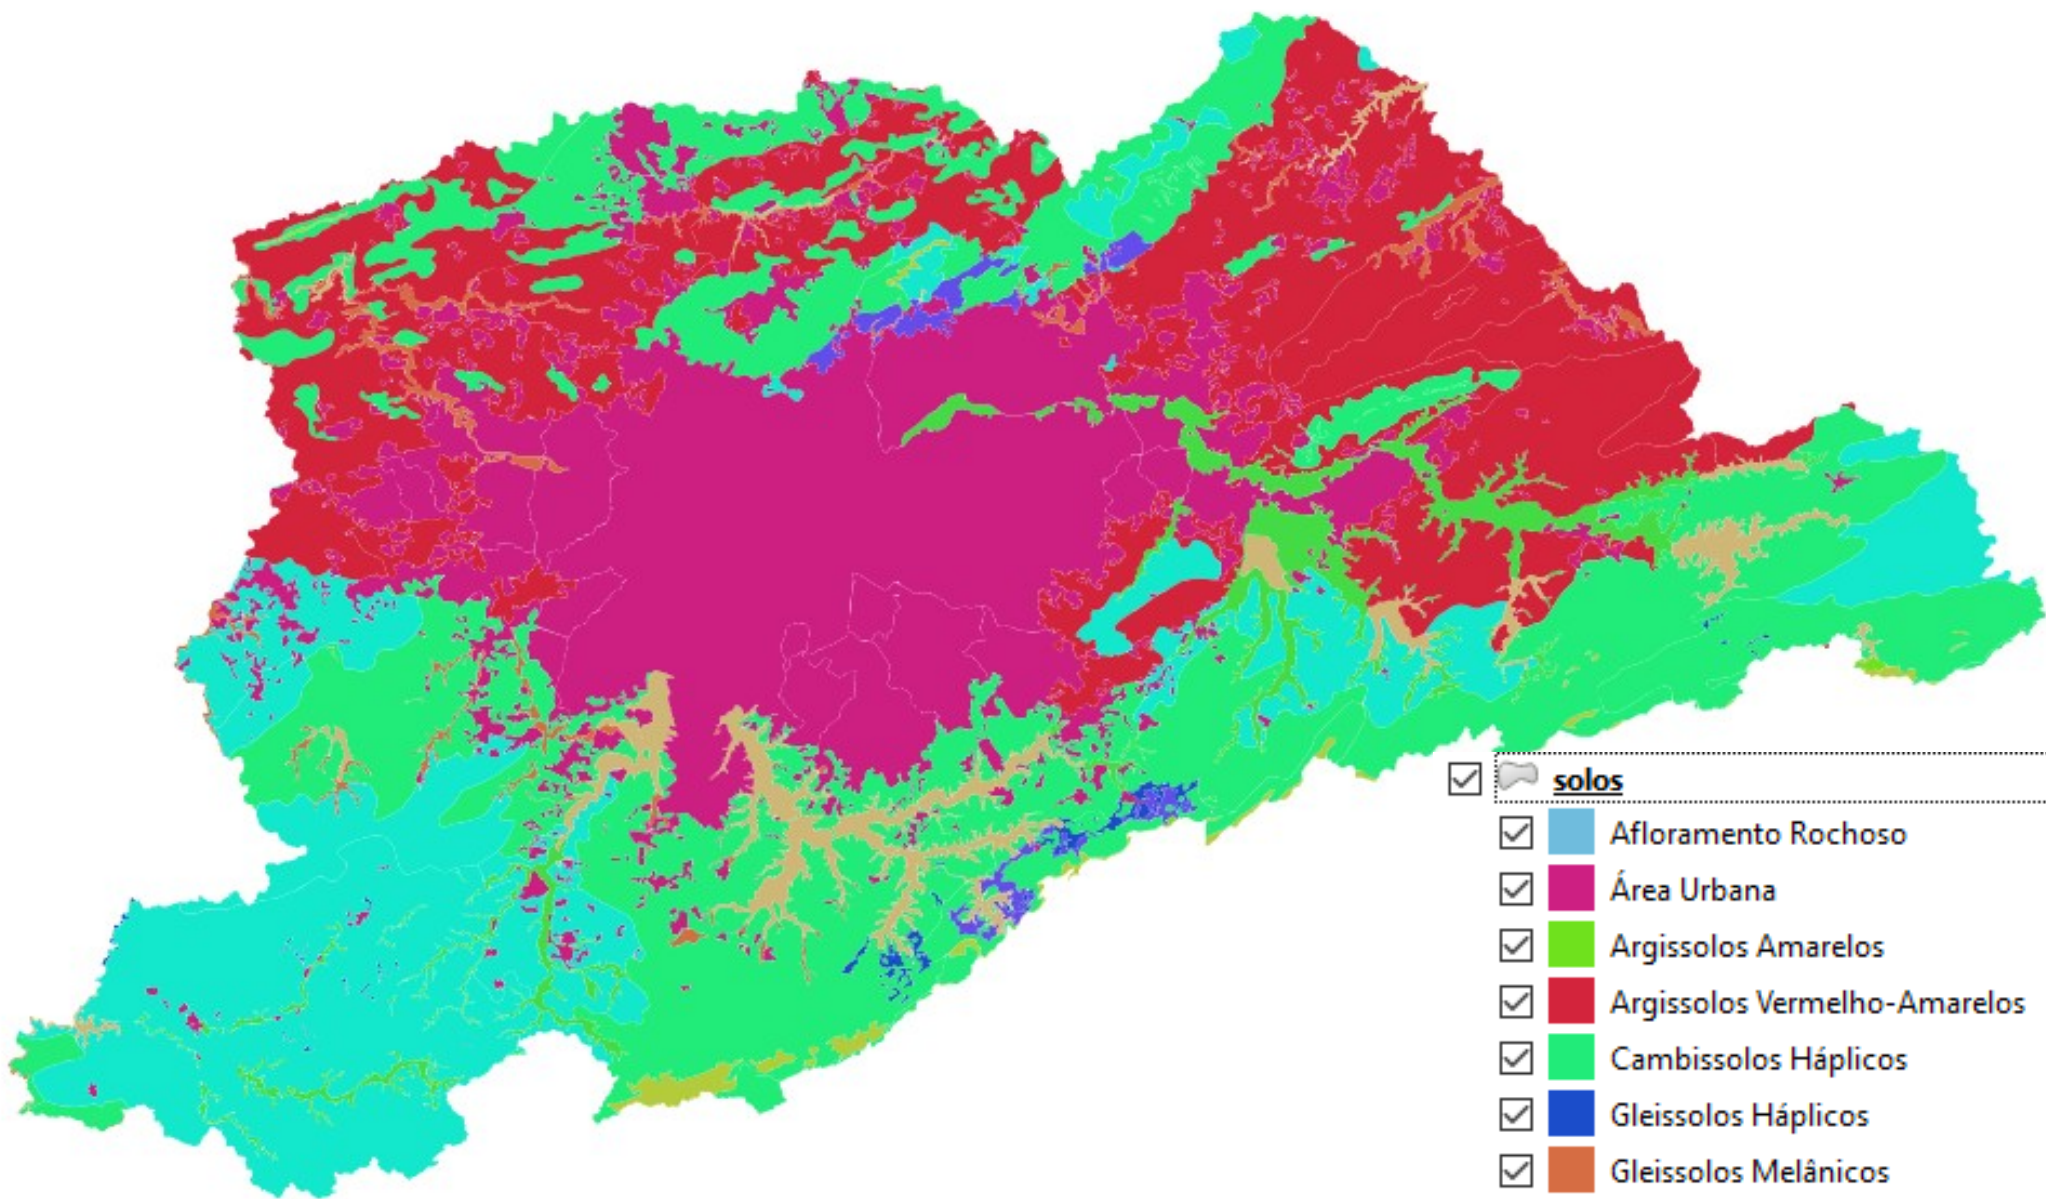 solos
Afloramento Rochoso
Área Urbana
Argissolos Amarelos
Argissolos Vermelho-Amarelos
Cambissolos Háplicos
Gleissolos Háplicos
Gleissolos Melânicos